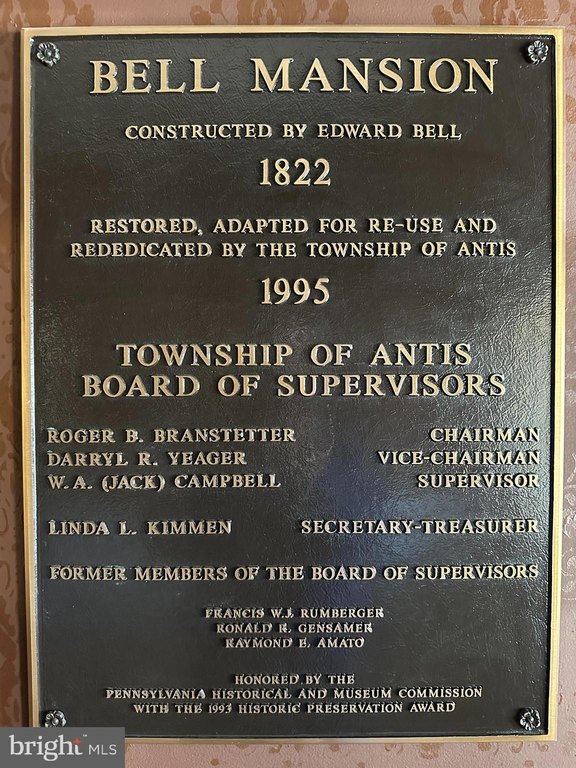 BELL MANSION
CONSTRUCTED BY EDWARD BELL
1822
RESTORED, ADAPTED FOR RE-USE AND
REDEDICATED BY THE TOWNSHIP OF ANTIS
1995
TOWNSHIP OF ANTIS
BOARD OF SUPERVISORS
ROGER B. BRANSTETTER CHAIRMAN
DARRYL R. YEAGER VICE-CHAIRMAN
W.A. (JACK) CAMPBELL SUPERVISOR
LINDA L. KIMMEN SECRETARY-TREASURER
FORMER MEMBERS OF THE BOARD OF SUPERVISORS
FRANCIS W.J. RUMBERGER
RONALD R. GENSAMER
RAYMOND E. AMATO
HONORED BY THE
PENNSYLVANIA HISTORICAL AND MUSEUM COMMISSION
WITH THE 1993 HISTORIC PRESERVATION AWARD
bright MLS